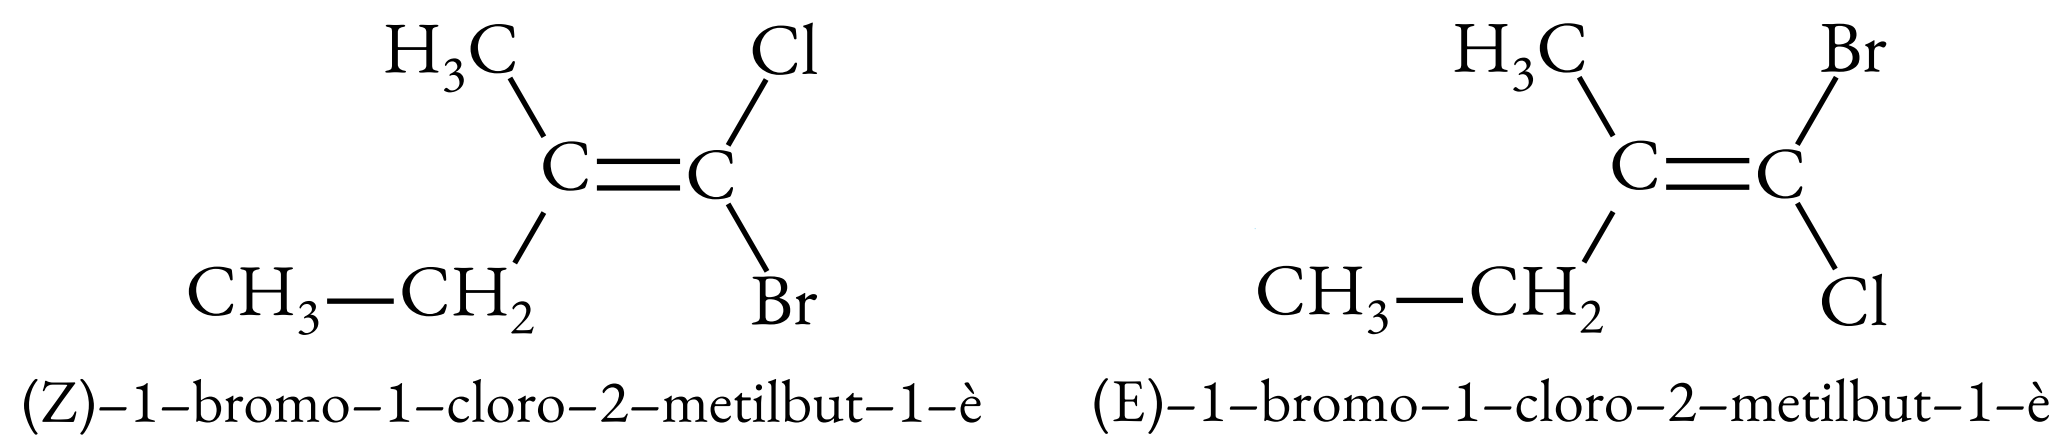 H₃C Cl H₃C Br
C C C C
CH₃ CH₂ Br CH₃ CH₂ Cl
(Z)–1–bromo–1–cloro–2–metilbut–1–è (E)–1–bromo–1–cloro–2–metilbut–1–è